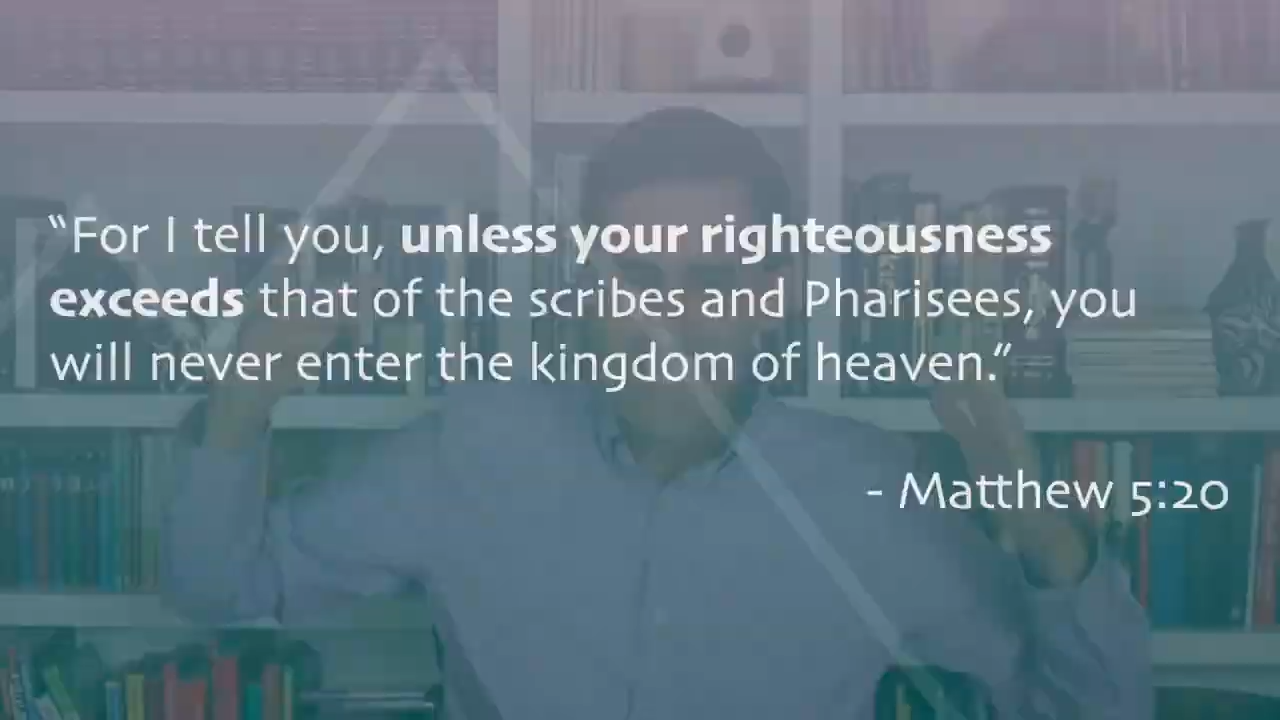 “For I tell you, unless your righteousness
exceeds that of the scribes and Pharisees, you
will never enter the kingdom of heaven.”
- Matthew 5:20